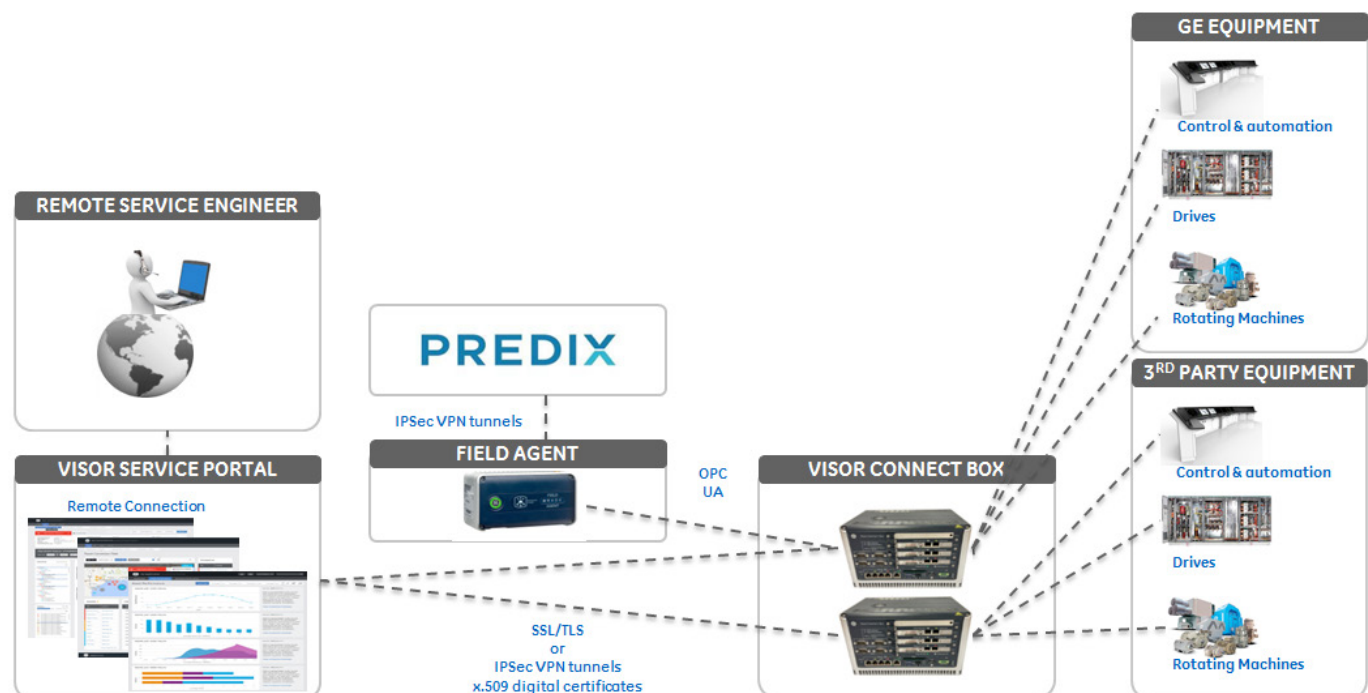 GE EQUIPMENT
Control & automation
Drives
Rotating Machines
REMOTE SERVICE ENGINEER
PREDIX
IPSec VPN tunnels
3RD PARTY EQUIPMENT
Control & automation
Drives
Rotating Machines
VISOR SERVICE PORTAL
Remote Connection
FIELD AGENT
OPC
UA
VISOR CONNECT BOX
SSL/TLS
or
IPSec VPN tunnels
x.509 digital certificates